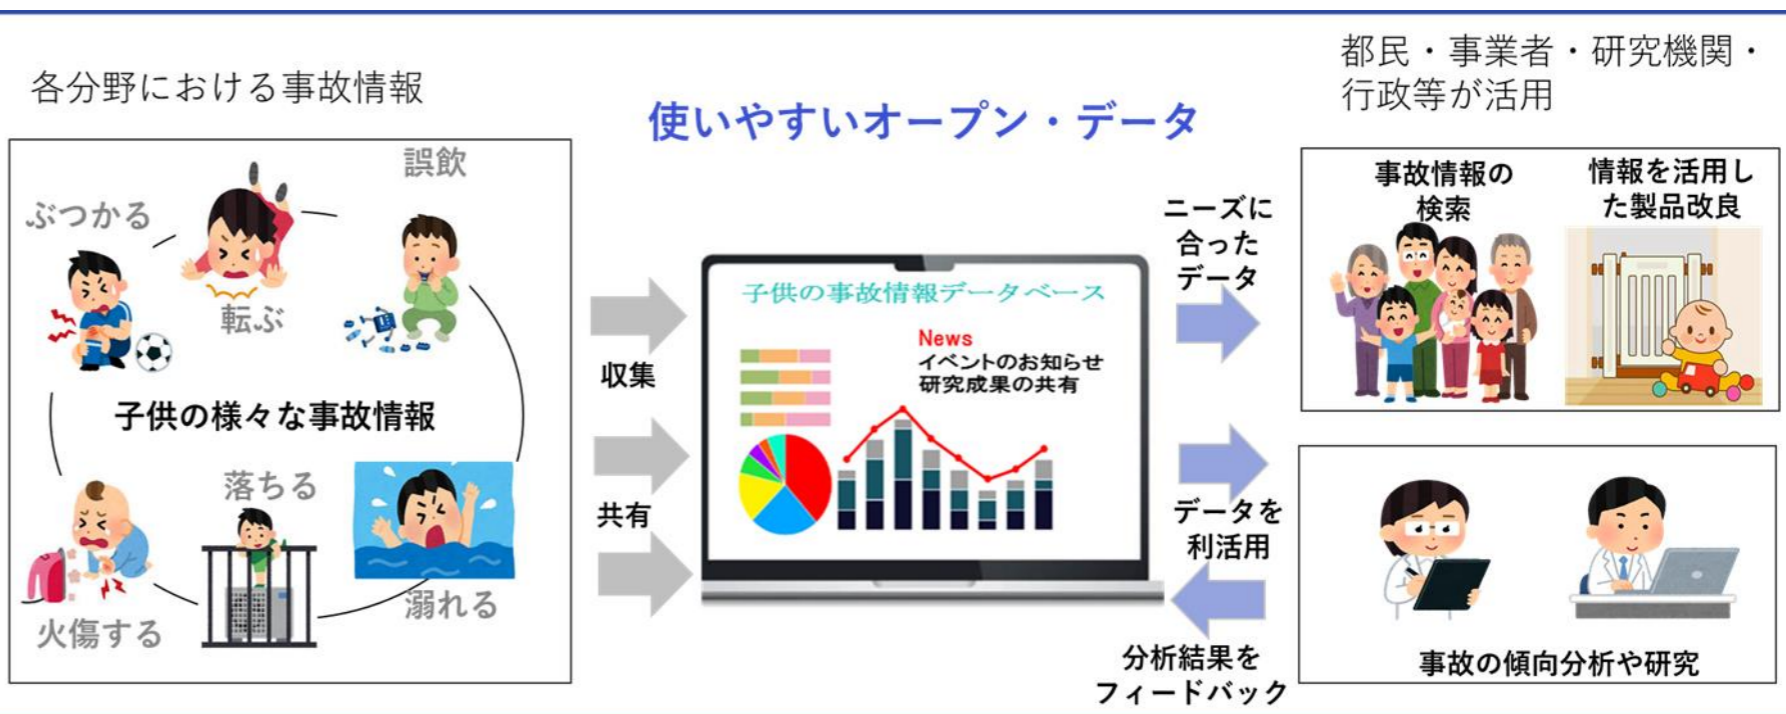 各分野における事故情報
ぶつかる
転ぶ
誤飲
子供の様々な事故情報
火傷する
落ちる
溺れる
収集
共有
使いやすいオープン・データ
子供の事故情報データベース
News
イベントのお知らせ
研究成果の共有
ニーズに
合った
データ
データを
利活用
分析結果を
フィードバック
都民・事業者・研究機関・
行政等が活用
事故情報の
検索
情報を活用し
た製品改良
事故の傾向分析や研究